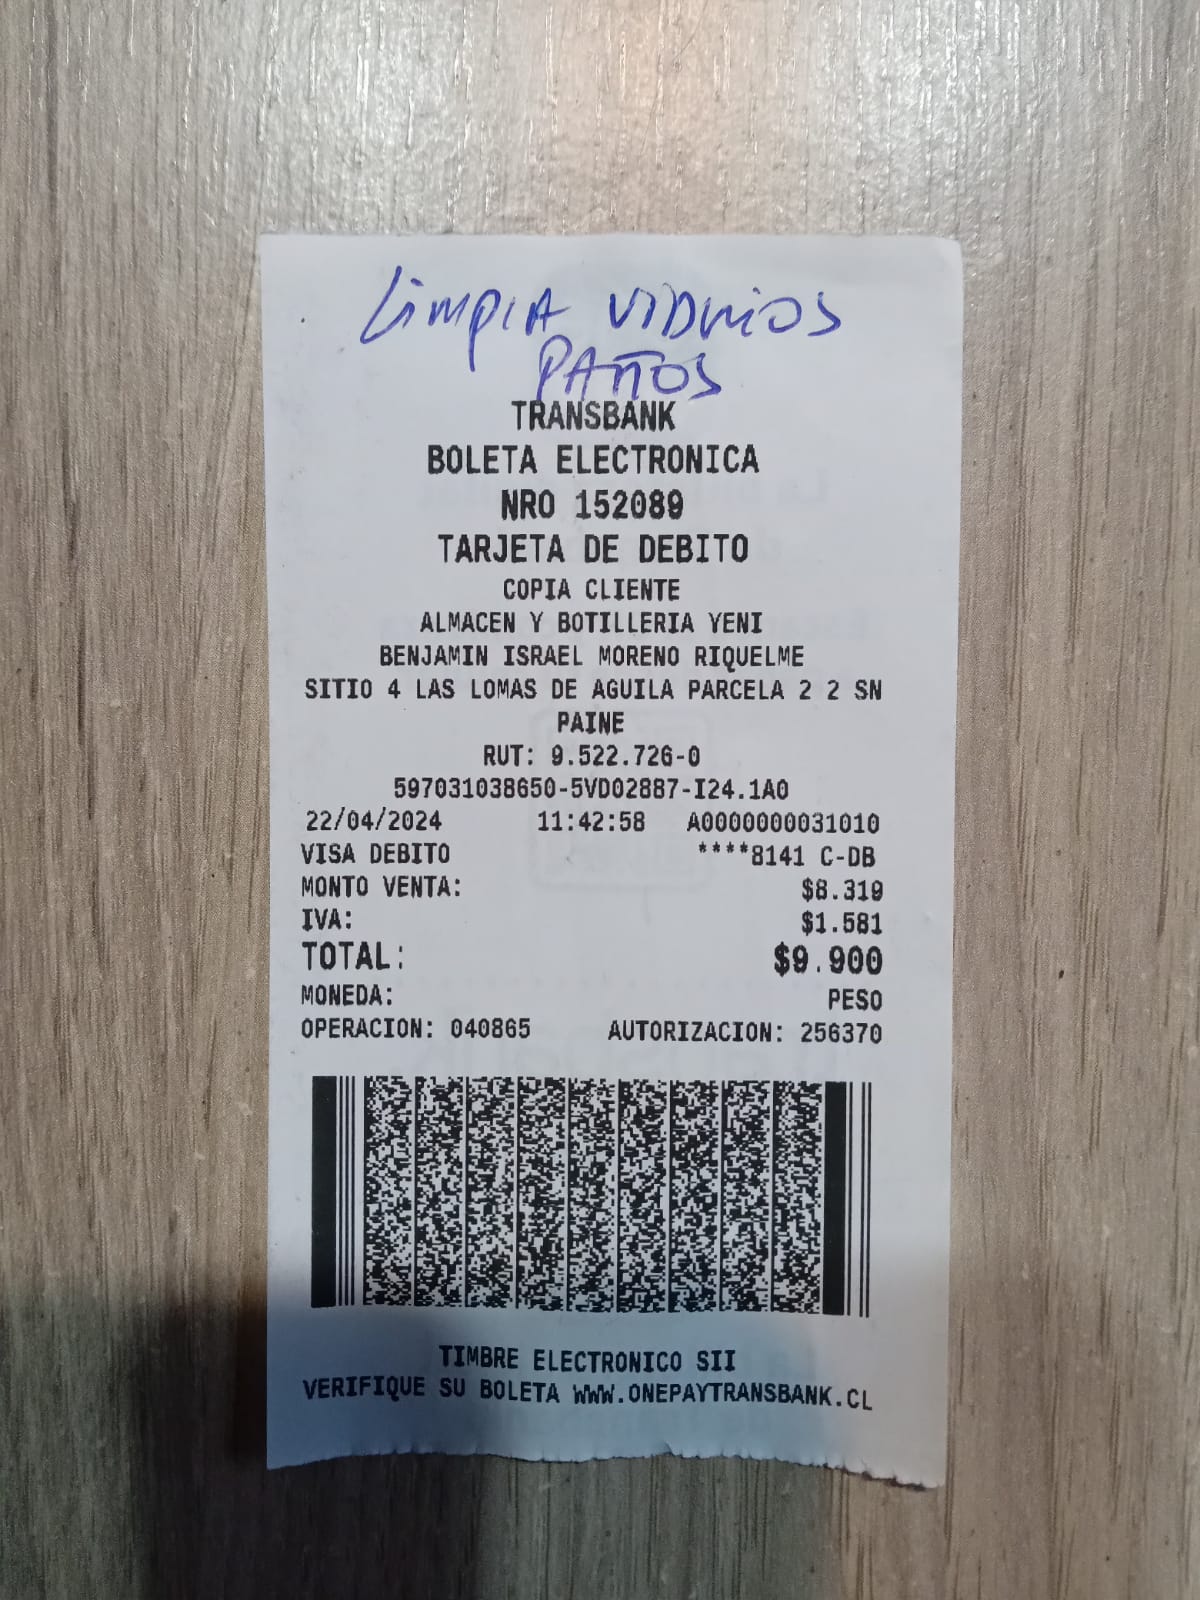 Limpia vidrios
paños
TRANSBANK
BOLETA ELECTRONICA
NRO 152089
TARJETA DE DEBITO
COPIA CLIENTE
ALMACEN Y BOTILLERIA YENI
BENJAMIN ISRAEL MORENO RIQUELME
SITIO 4 LAS LOMAS DE AGUILA PARCELA 2 2 SN
PAINE
RUT: 9.522.726-0
597031038650-5VD02887-I24.1A0
22/04/2024 11:42:58 A0000000031010
VISA DEBITO ****8141 C-DB
MONTO VENTA: $8.319
IVA: $1.581
TOTAL: $9.900
MONEDA: PESO
OPERACION: 040865 AUTORIZACION: 256370
TIMBRE ELECTRONICO SII
VERIFIQUE SU BOLETA WWW.ONEPAYTRANSBANK.CL